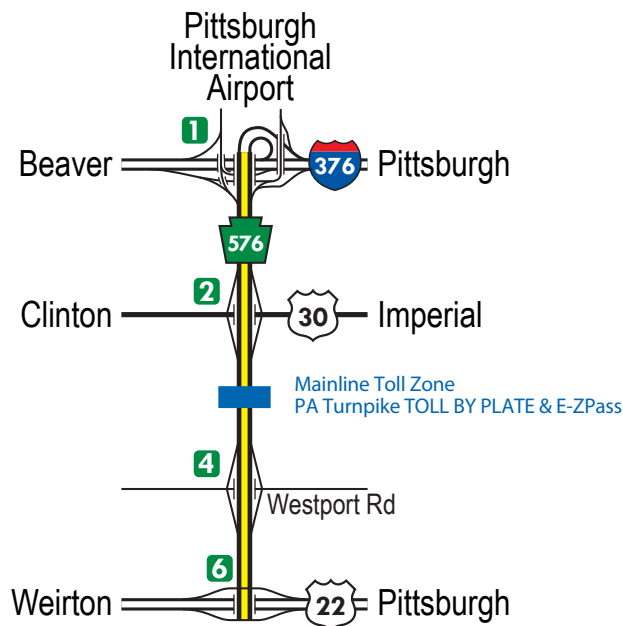 Pittsburgh
International
Airport
1
Beaver
376
Pittsburgh
576
2
Clinton
30
Imperial
Mainline Toll Zone
PA Turnpike TOLL BY PLATE & E-ZPass
4
Westport Rd
6
Weirton
22
Pittsburgh